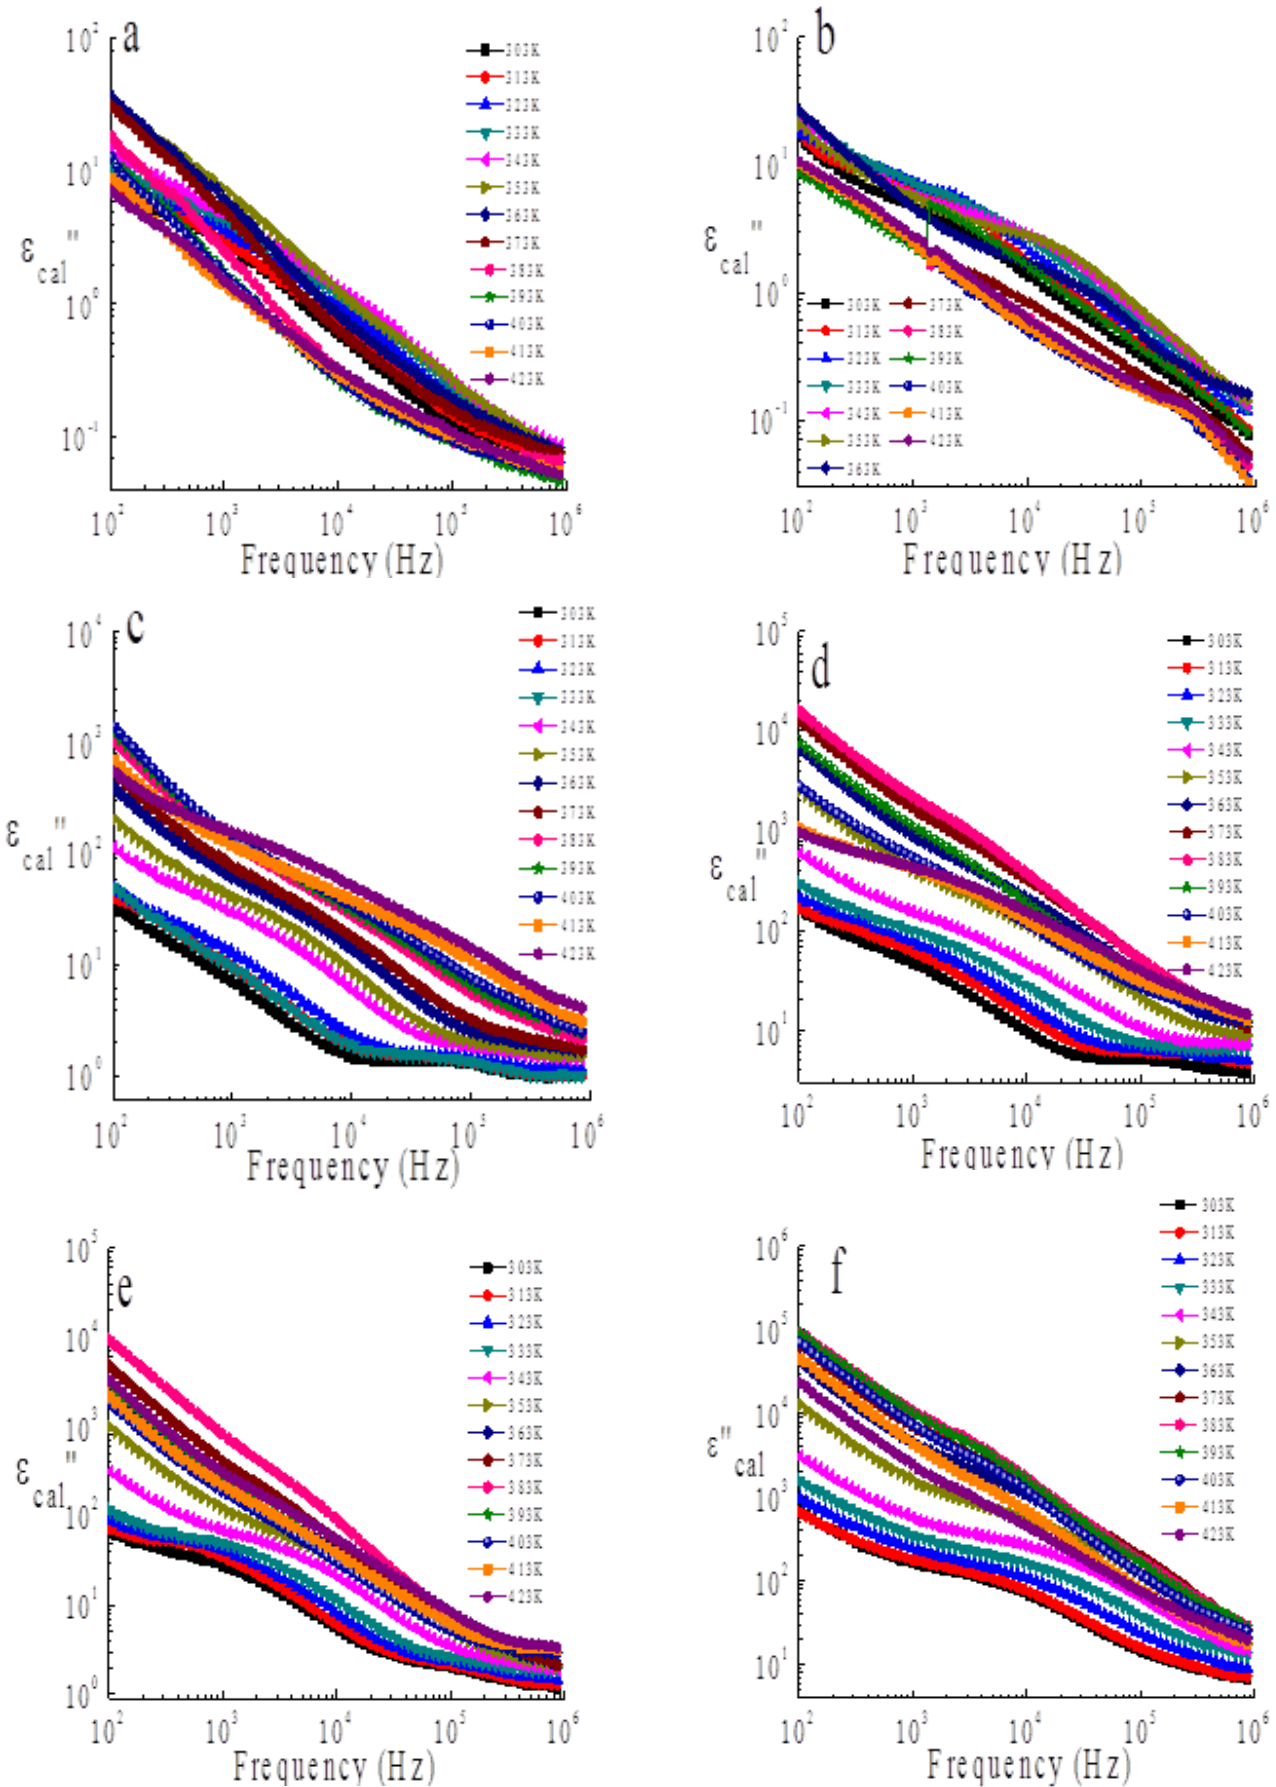 a
10²
10¹
10⁰
10⁻¹
ε cal "
303K
313K
323K
333K
343K
353K
363K
373K
383K
393K
403K
413K
423K
10² 10³ 10⁴ 10⁵ 10⁶
Frequency (Hz)
b
10²
10¹
10⁰
10⁻¹
ε cal "
303K 373K
313K 383K
323K 393K
333K 403K
343K 413K
353K 423K
363K
10² 10³ 10⁴ 10⁵ 10⁶
Frequency (Hz)
c
10⁴
10³
10²
10¹
10⁰
ε cal "
303K
313K
323K
333K
343K
353K
363K
373K
383K
393K
403K
413K
423K
10² 10³ 10⁴ 10⁵ 10⁶
Frequency (Hz)
d
10⁵
10⁴
10³
10²
10¹
ε cal "
303K
313K
323K
333K
343K
353K
363K
373K
383K
393K
403K
413K
423K
10² 10³ 10⁴ 10⁵ 10⁶
Frequency (Hz)
e
10⁵
10⁴
10³
10²
10¹
10⁰
ε cal "
303K
313K
323K
333K
343K
353K
363K
373K
383K
393K
403K
413K
423K
10² 10³ 10⁴ 10⁵ 10⁶
Frequency (Hz)
f
10⁶
10⁵
10⁴
10³
10²
10¹
ε" cal
303K
313K
323K
333K
343K
353K
363K
373K
383K
393K
403K
413K
423K
10² 10³ 10⁴ 10⁵ 10⁶
Frequency (Hz)